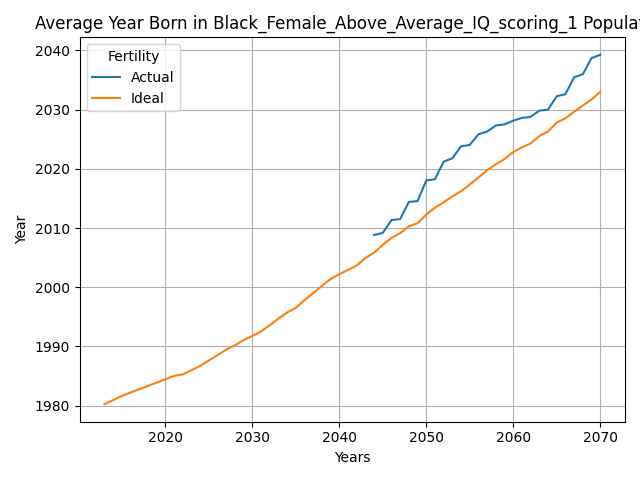 Average Year Born in Black_Female_Above_Average_IQ_scoring_1 Populat
Fertility
Actual
Ideal
2040
2030
2020
2010
2000
1990
1980
Year
2020 2030 2040 2050 2060 2070
Years